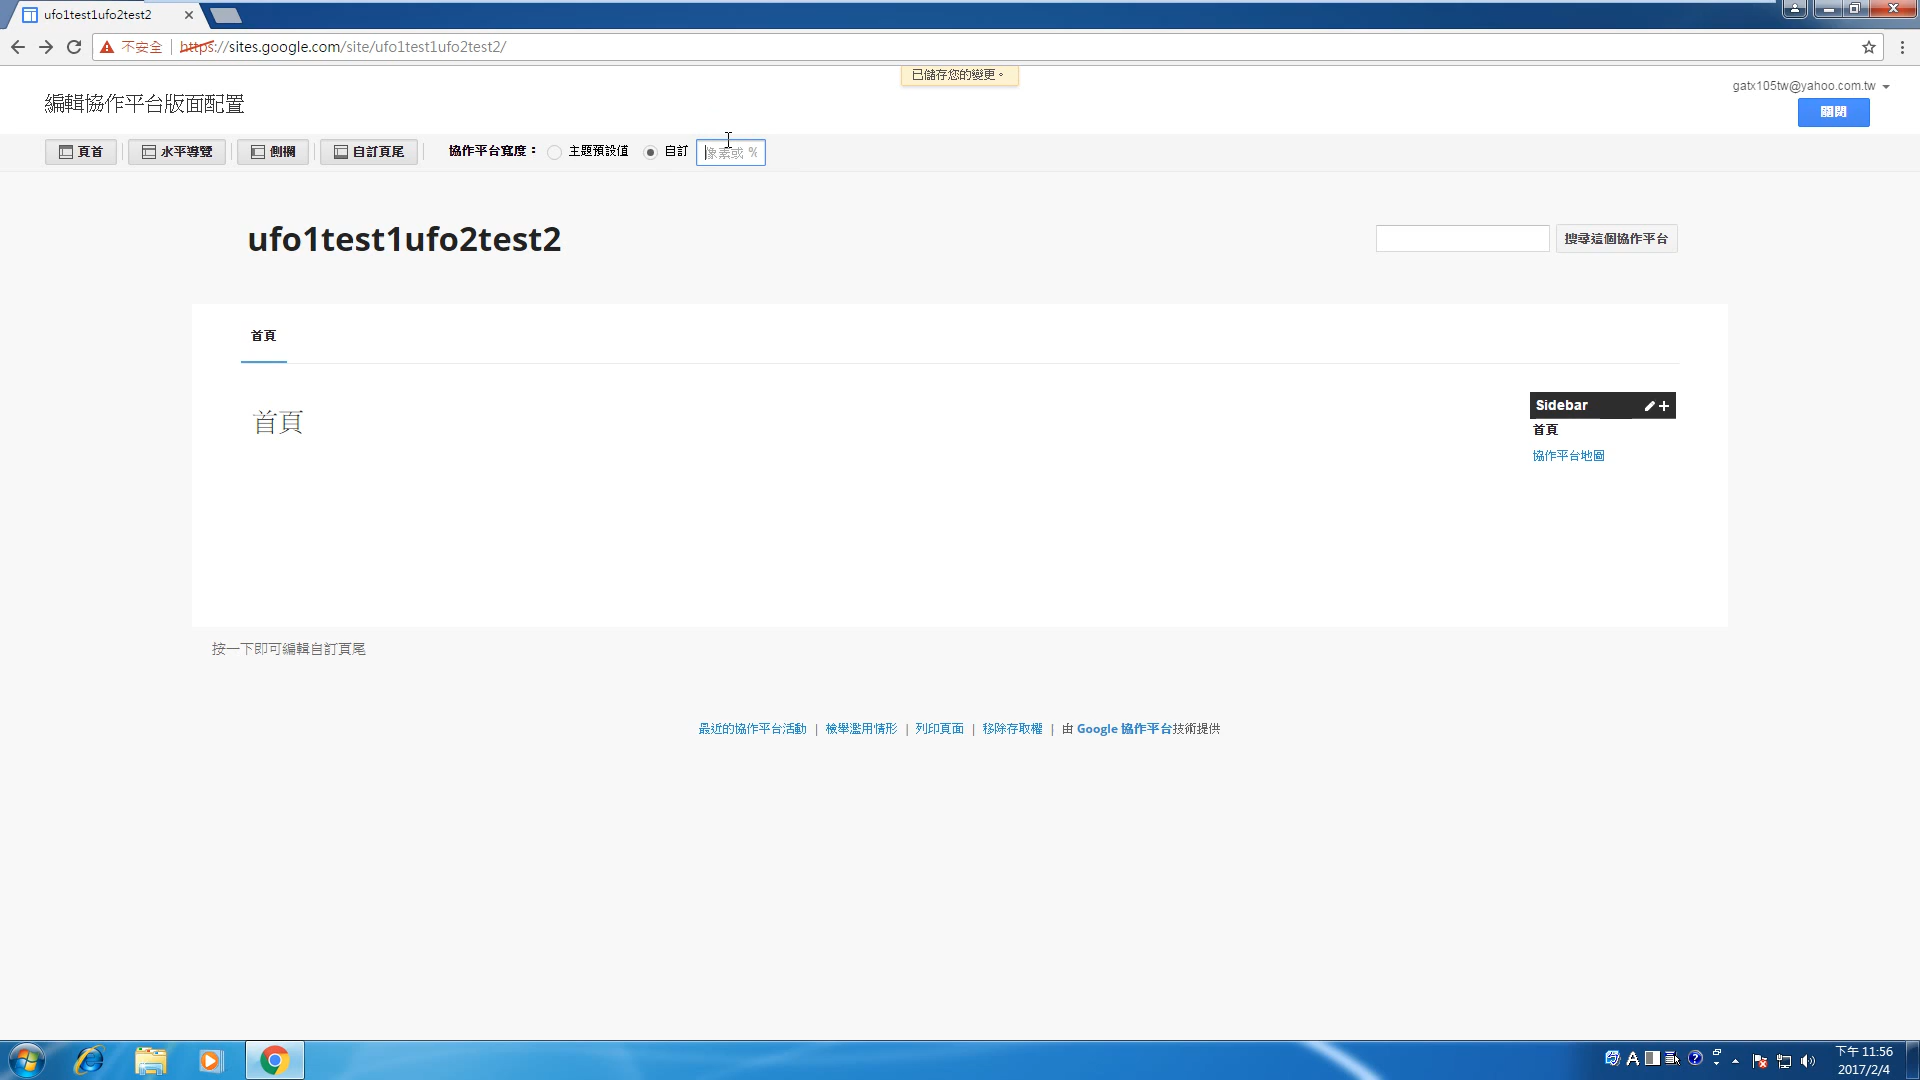 ufo1test1ufo2test2
不安全 https://sites.google.com/site/ufo1test1ufo2test2/
已儲存您的變更。
gatx105tw@yahoo.com.tw
編輯協作平台版面配置
關閉
頁首 水平導覽 側欄 自訂頁尾 協作平台寬度： 主題預設值 自訂 像素或 %
ufo1test1ufo2test2
搜尋這個協作平台
首頁
首頁
Sidebar
首頁
協作平台地圖
按一下即可編輯自訂頁尾
最近的協作平台活動 | 檢舉濫用情形 | 列印頁面 | 移除存取權 | 由 Google 協作平台技術提供
A
下午 11:56
2017/2/4